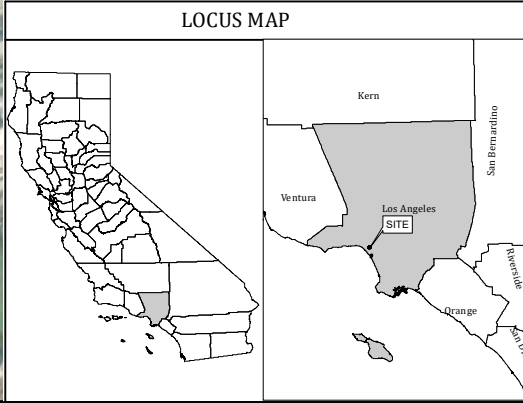 LOCUS MAP
Kern
San Bernardino
Ventura
Los Angeles
SITE
Riverside
Orange